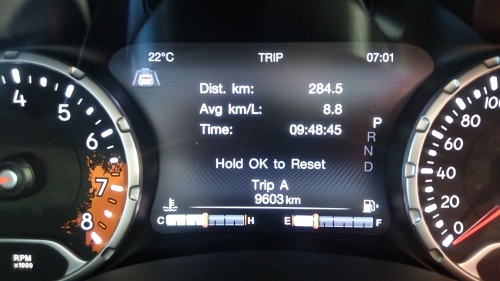 22°C TRIP 07:01
Dist. km: 284.5
Avg km/L: 8.8
Time: 09:48:45
Hold OK to Reset
Trip A
9603 km
C H E F
P
R
N
D
4
5
6
7
8
RPM
x1000
100
80
60
40
20
0